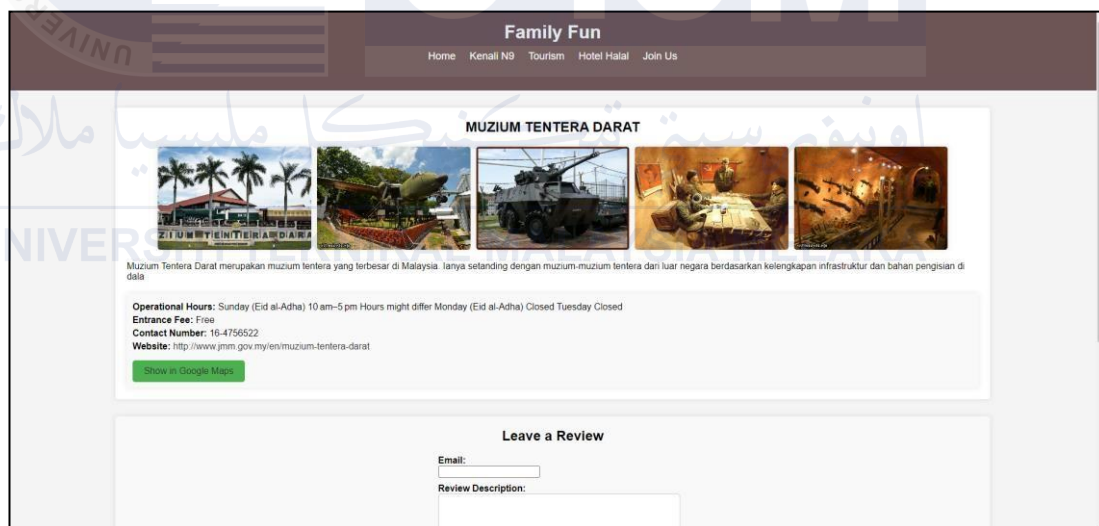 Family Fun
Home Kenali N9 Tourism Hotel Halal Join Us
MUZIUM TENTERA DARAT
Muzium Tentera Darat merupakan muzium tentera yang terbesar di Malaysia. Ianya setanding dengan muzium-muzium tentera dari luar negara berdasarkan kelengkapan infrastruktur dan bahan pengisian di
dala
Operational Hours: Sunday (Eid al-Adha) 10 am–5 pm Hours might differ Monday (Eid al-Adha) Closed Tuesday Closed
Entrance Fee: Free
Contact Number: 16-4756522
Website: http://www.jmm.gov.my/en/muzium-tentera-darat
Show in Google Maps
Leave a Review
Email:
Review Description: